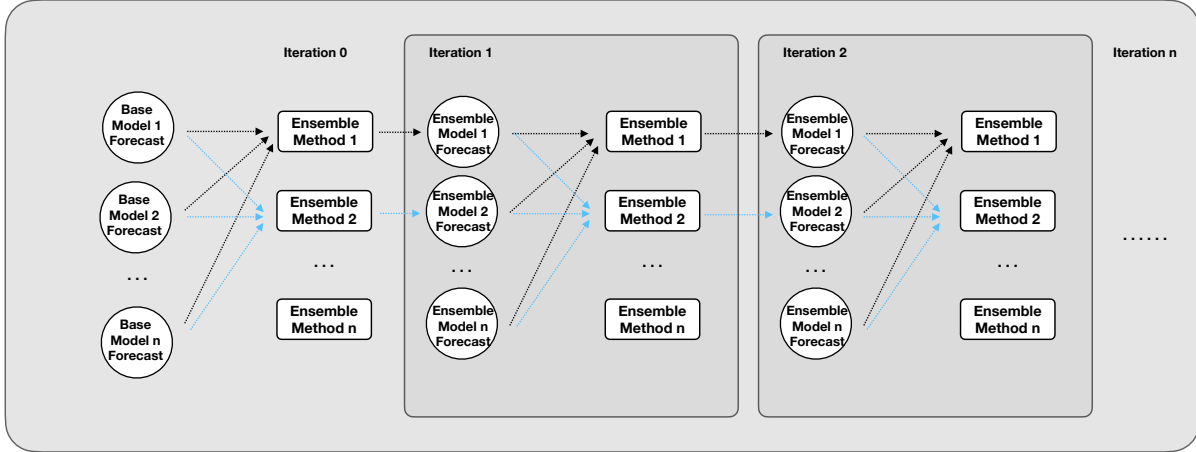 Iteration 0
Iteration 1
Iteration 2
Iteration n
Base
Model 1
Forecast
Base
Model 2
Forecast
...
Base
Model n
Forecast
Ensemble
Method 1
Ensemble
Method 2
...
Ensemble
Method n
Ensemble
Model 1
Forecast
Ensemble
Model 2
Forecast
...
Ensemble
Model n
Forecast
Ensemble
Method 1
Ensemble
Method 2
...
Ensemble
Method n
Ensemble
Model 1
Forecast
Ensemble
Model 2
Forecast
...
Ensemble
Model n
Forecast
Ensemble
Method 1
Ensemble
Method 2
...
Ensemble
Method n
......